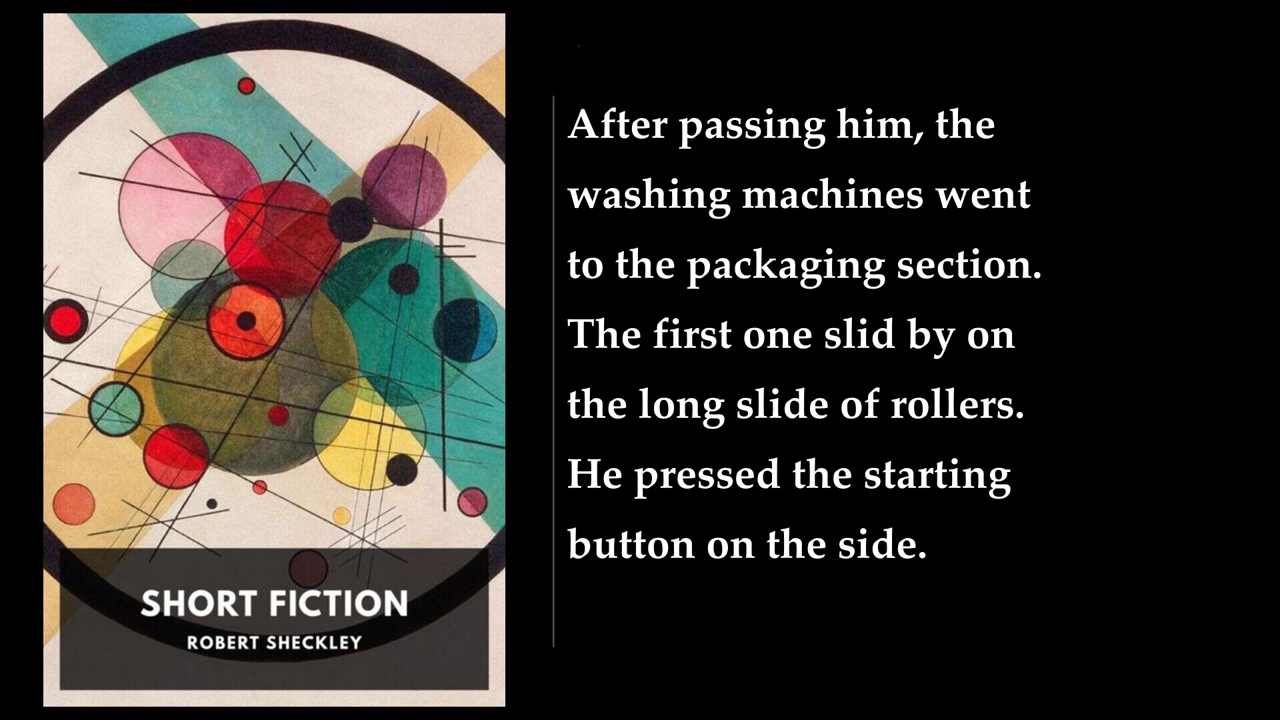 SHORT FICTION
ROBERT SHECKLEY
After passing him, the
washing machines went
to the packaging section.
The first one slid by on
the long slide of rollers.
He pressed the starting
button on the side.